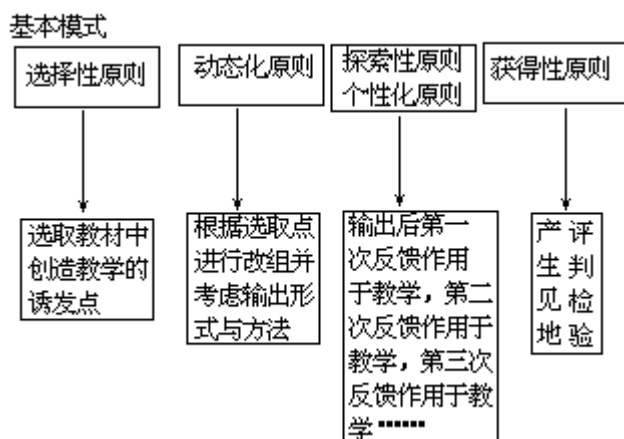 基本模式
选择性原则
动态化原则
探索性原则
个性化原则
获得性原则
选取教材中
创造教学的
诱发点
根据选取点
进行改组并
考虑输出形
式与方法
输出后第一
次反馈作用
于教学，第二
次反馈作用于
教学，第三次
反馈作用于教
学⋯⋯
产生见地
评判检验